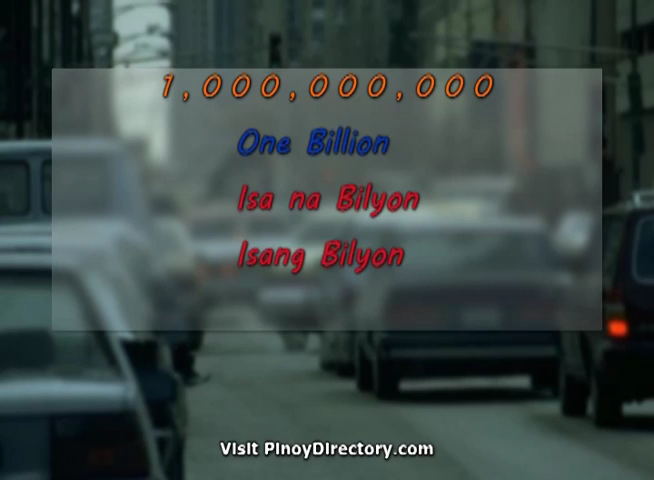 1,000,000,000
One Billion
Isa na Bilyon
Isang Bilyon
Visit PinoyDirectory.com